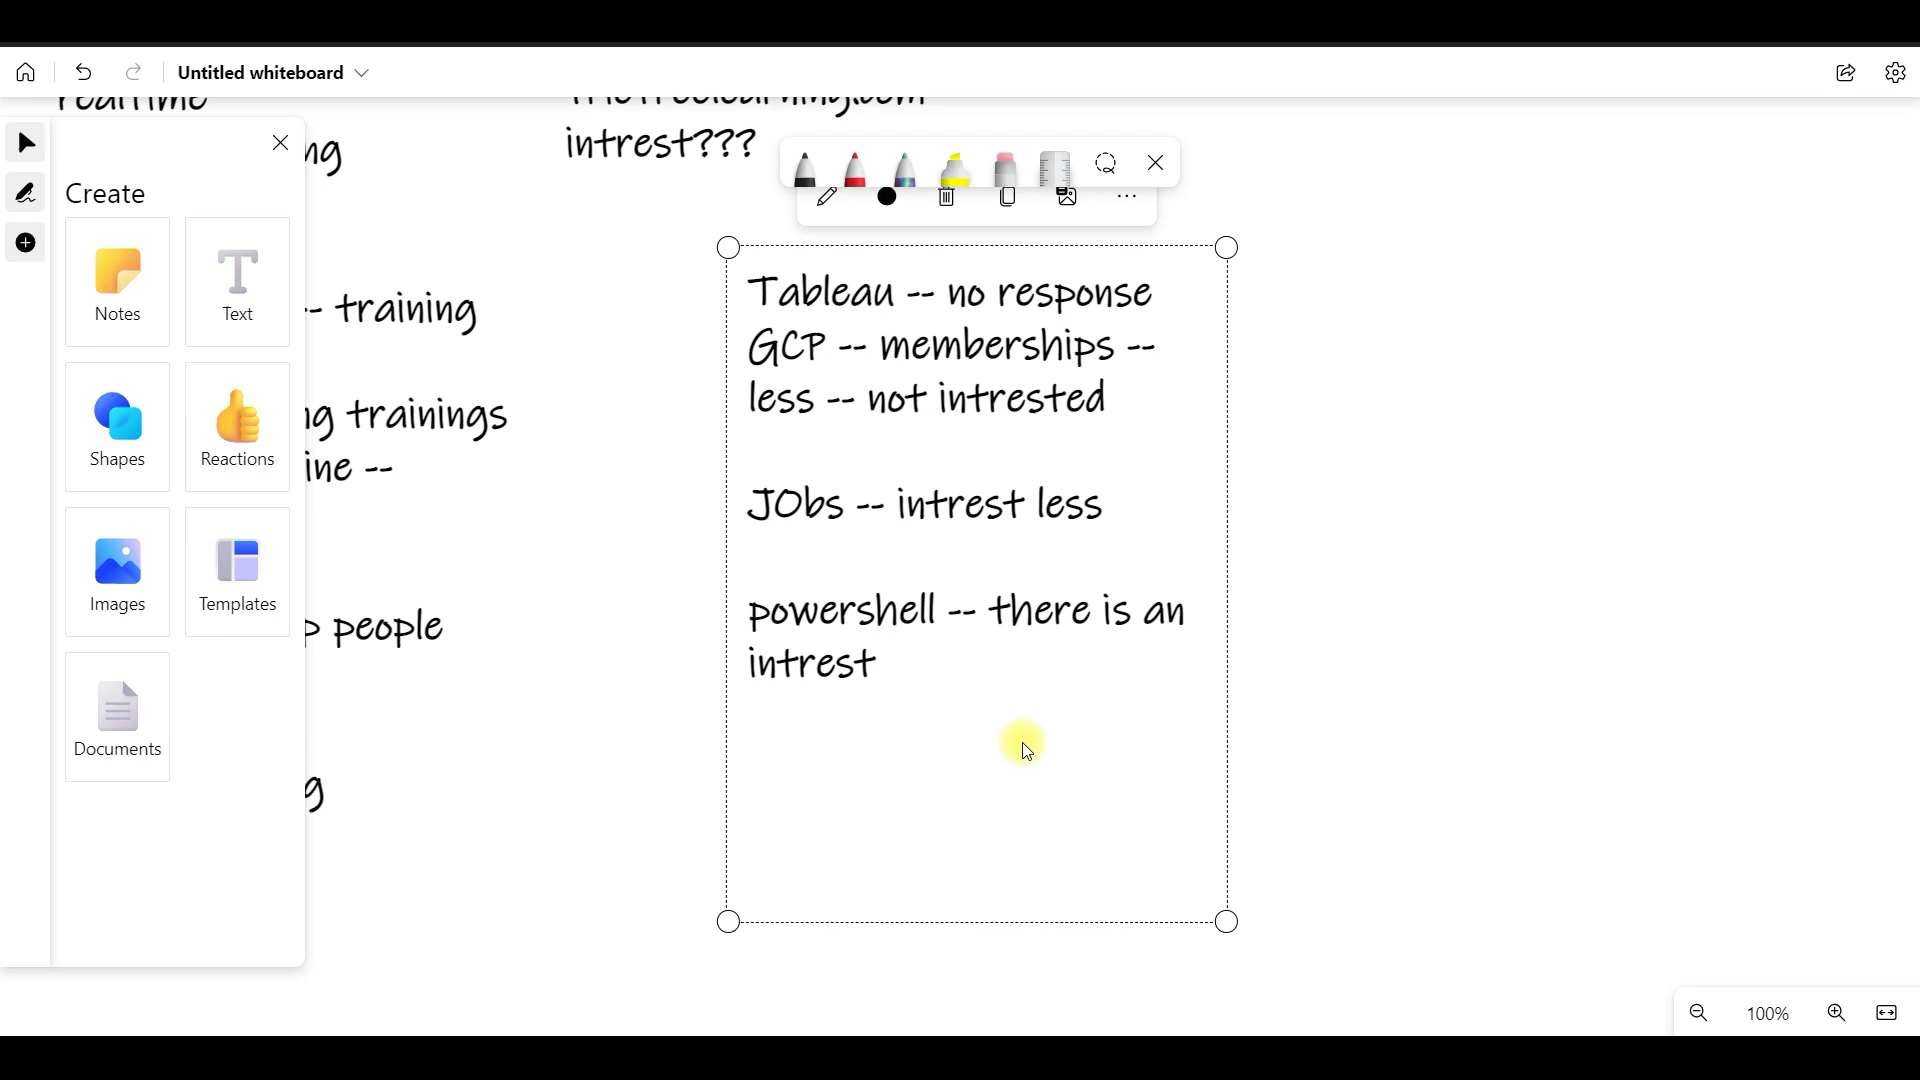 Untitled whiteboard
realtime
intrest???
Create
Notes
Text
-- training
Shapes
Reactions
trainings
--
Images
Templates
people
Documents
Tableau -- no response
GCP -- memberships --
less -- not intrested
JObs -- intrest less
powershell -- there is an
intrest
100%